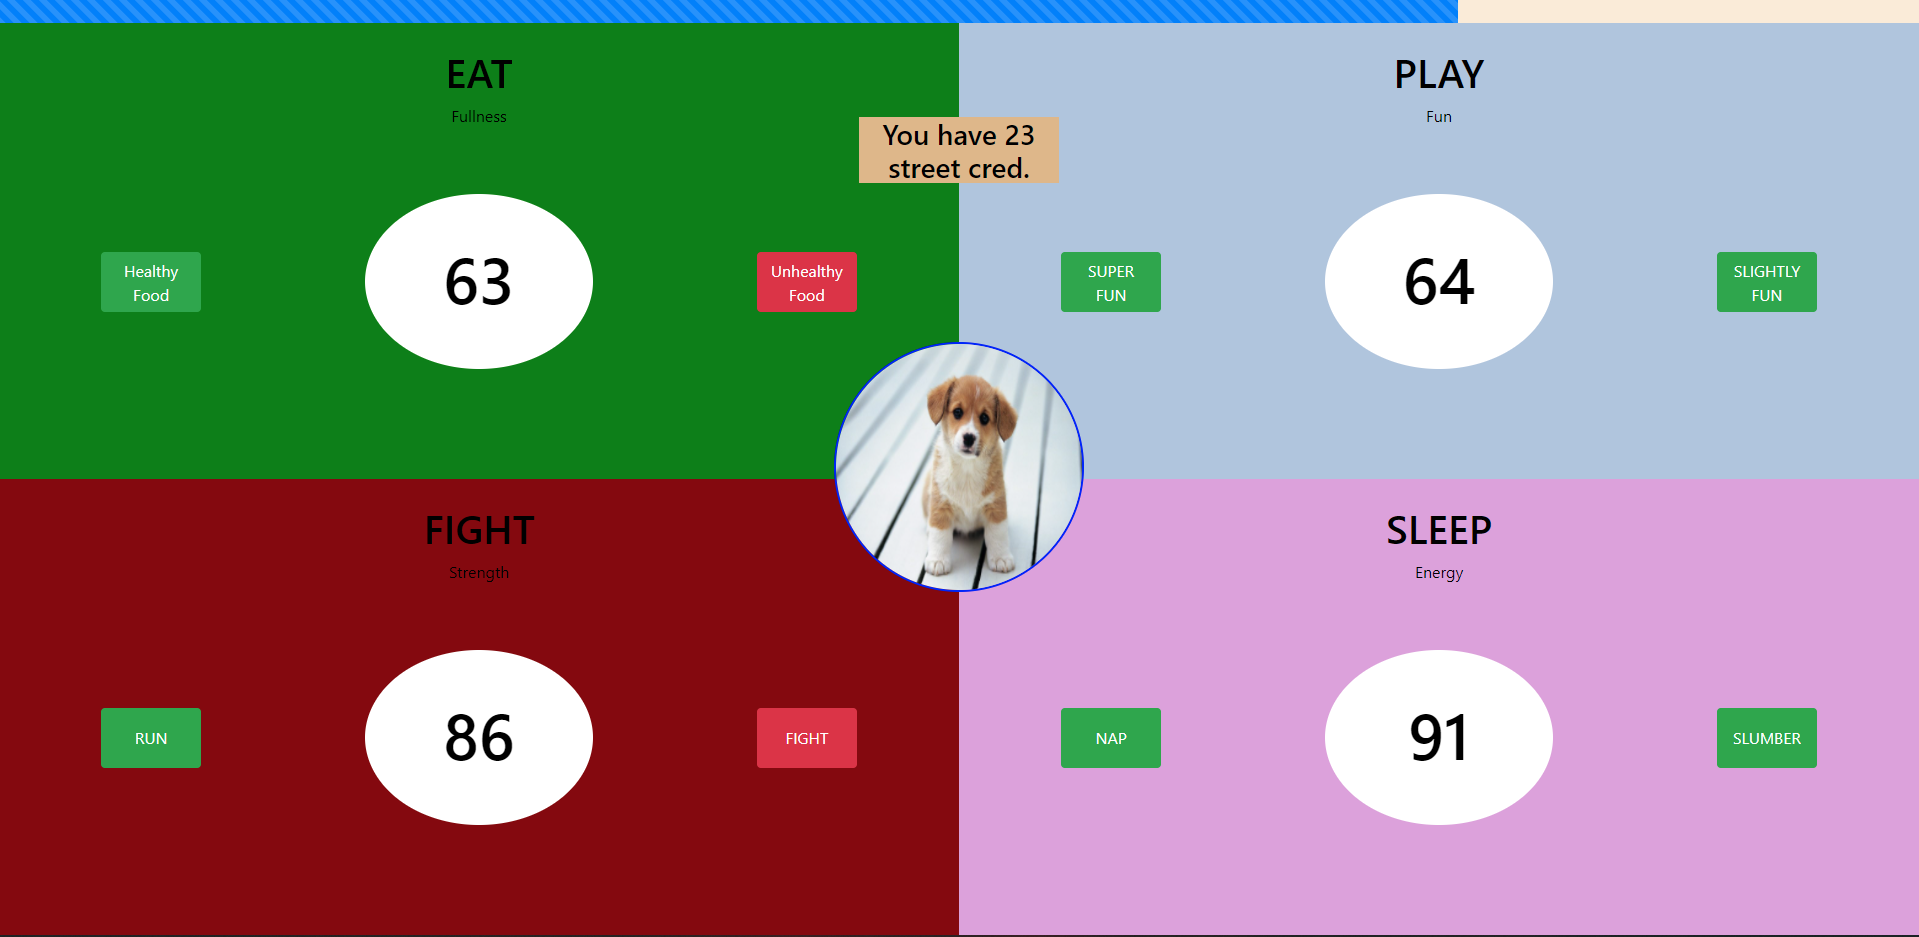 EAT
Fullness
Healthy
Food
63
Unhealthy
Food
You have 23
street cred.
PLAY
Fun
SUPER
FUN
64
SLIGHTLY
FUN
FIGHT
Strength
RUN
86
FIGHT
SLEEP
Energy
NAP
91
SLUMBER